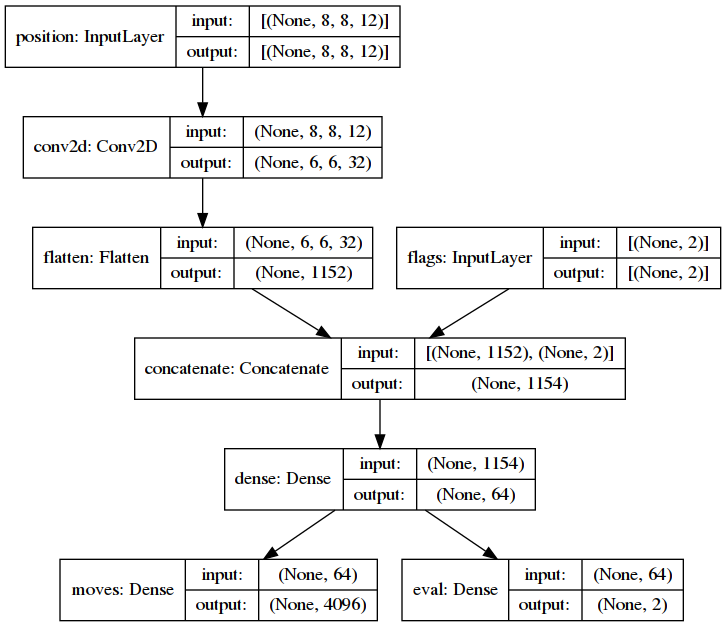 position: InputLayer
input: [(None, 8, 8, 12)]
output: [(None, 8, 8, 12)]
conv2d: Conv2D
input: (None, 8, 8, 12)
output: (None, 6, 6, 32)
flatten: Flatten
input: (None, 6, 6, 32)
output: (None, 1152)
flags: InputLayer
input: [(None, 2)]
output: [(None, 2)]
concatenate: Concatenate
input: [(None, 1152), (None, 2)]
output: (None, 1154)
dense: Dense
input: (None, 1154)
output: (None, 64)
moves: Dense
input: (None, 64)
output: (None, 4096)
eval: Dense
input: (None, 64)
output: (None, 2)